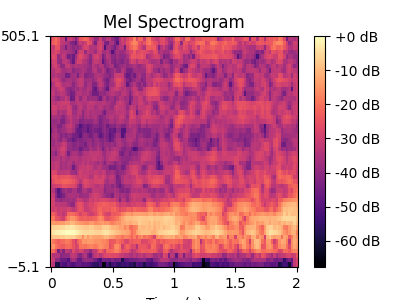 Mel Spectrogram
505.1
−5.1
0
0.5
1
1.5
2
+0 dB
-10 dB
-20 dB
-30 dB
-40 dB
-50 dB
-60 dB